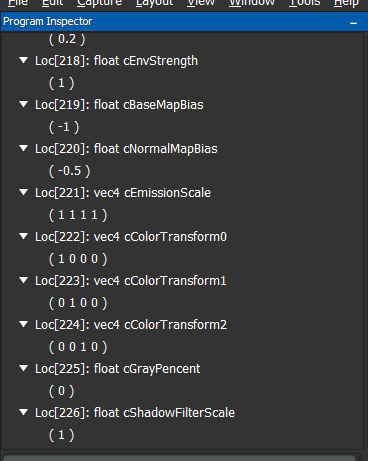 File Edit Capture Layout View Window Tools Help
Program Inspector
( 0.2 )
Loc[218]: float cEnvStrength
( 1 )
Loc[219]: float cBaseMapBias
( -1 )
Loc[220]: float cNormalMapBias
( -0.5 )
Loc[221]: vec4 cEmissionScale
( 1 1 1 1 )
Loc[222]: vec4 cColorTransform0
( 1 0 0 0 )
Loc[223]: vec4 cColorTransform1
( 0 1 0 0 )
Loc[224]: vec4 cColorTransform2
( 0 0 1 0 )
Loc[225]: float cGrayPencent
( 0 )
Loc[226]: float cShadowFilterScale
( 1 )